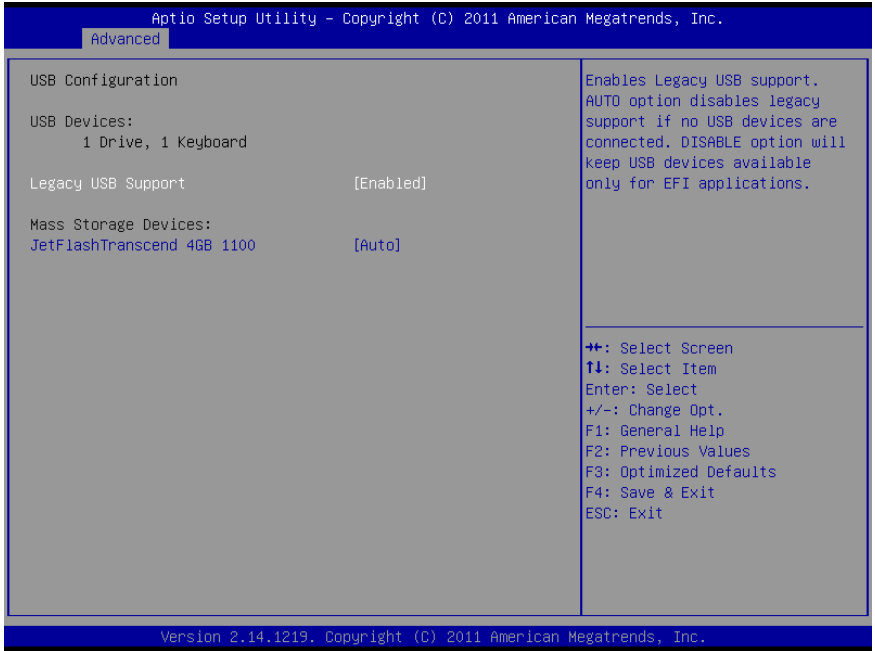 Aptio Setup Utility – Copyright (C) 2011 American Megatrends, Inc.
Advanced
USB Configuration
USB Devices:
1 Drive, 1 Keyboard
Legacy USB Support [Enabled]
Mass Storage Devices:
JetFlashTranscend 4GB 1100 [Auto]
Enables Legacy USB support.
AUTO option disables legacy
support if no USB devices are
connected. DISABLE option will
keep USB devices available
only for EFI applications.
→←: Select Screen
↑↓: Select Item
Enter: Select
+/-: Change Opt.
F1: General Help
F2: Previous Values
F3: Optimized Defaults
F4: Save & Exit
ESC: Exit
Version 2.14.1219. Copyright (C) 2011 American Megatrends, Inc.